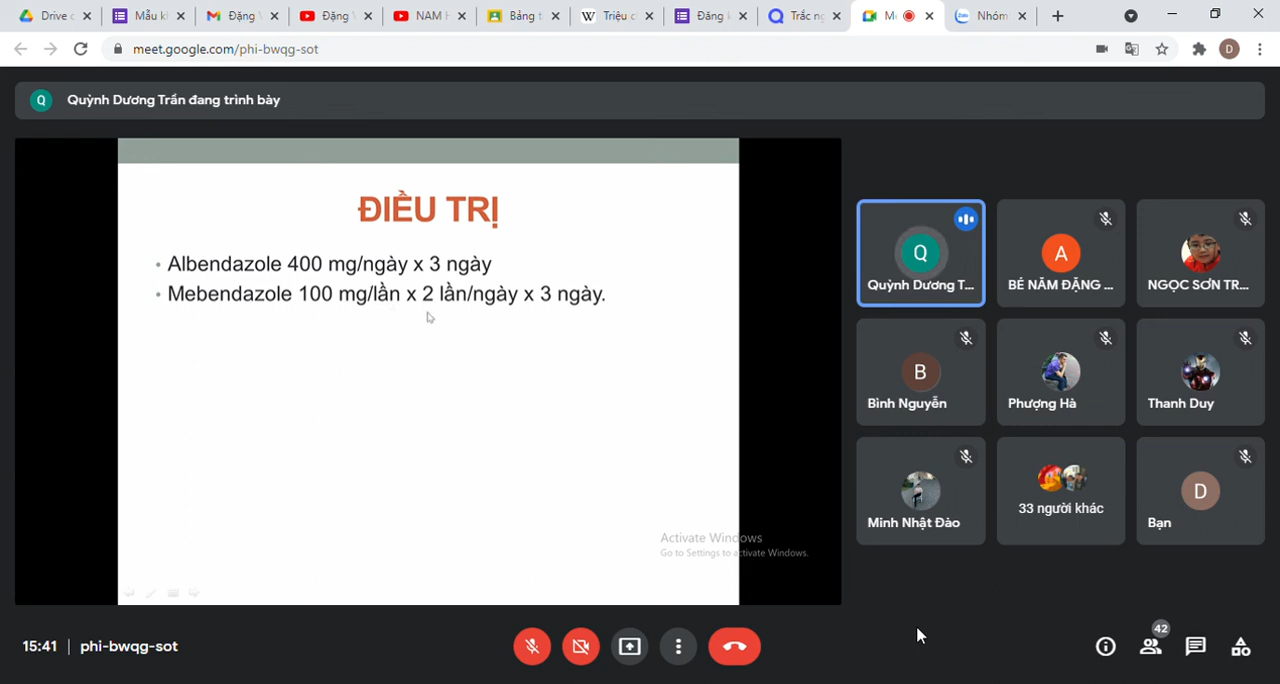 Drive c
Mẫu k
Đặng
Đặng
NAM
Bảng t
Triệu c
Đăng k
Trắc n
M
Nhóm
meet.google.com/phi-bwqg-sot
D
Q
Quỳnh Dương Trần đang trình bày
ĐIỀU TRỊ
• Albendazole 400 mg/ngày x 3 ngày
• Mebendazole 100 mg/lần x 2 lần/ngày x 3 ngày.
Activate Windows
Go to Settings to activate Windows.
Q
Quỳnh Dương T...
A
BÉ NĂM ĐẶNG ...
NGỌC SƠN TR...
B
Bình Nguyễn
Phượng Hà
Thanh Duy
Minh Nhật Đào
33 người khác
D
Bạn
15:41 | phi-bwqg-sot
42